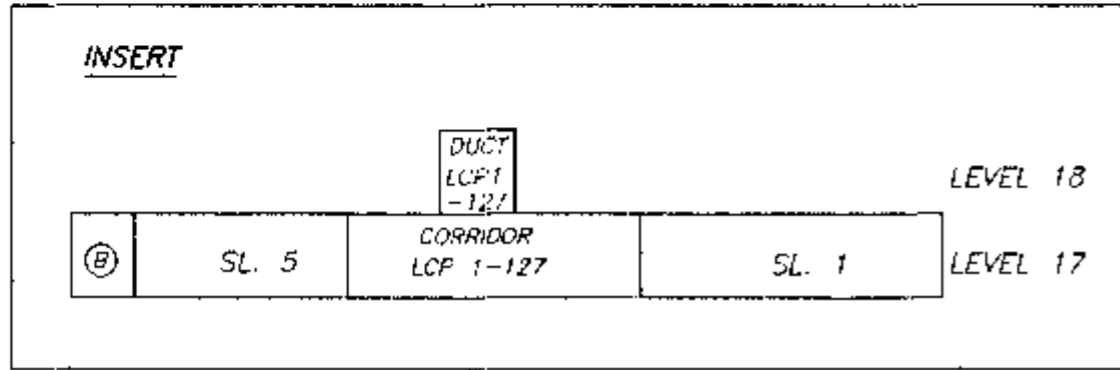 INSERT
DUCT
LCP1
-127
LEVEL 18
B
SL. 5
CORRIDOR
LCP 1-127
SL. 1
LEVEL 17